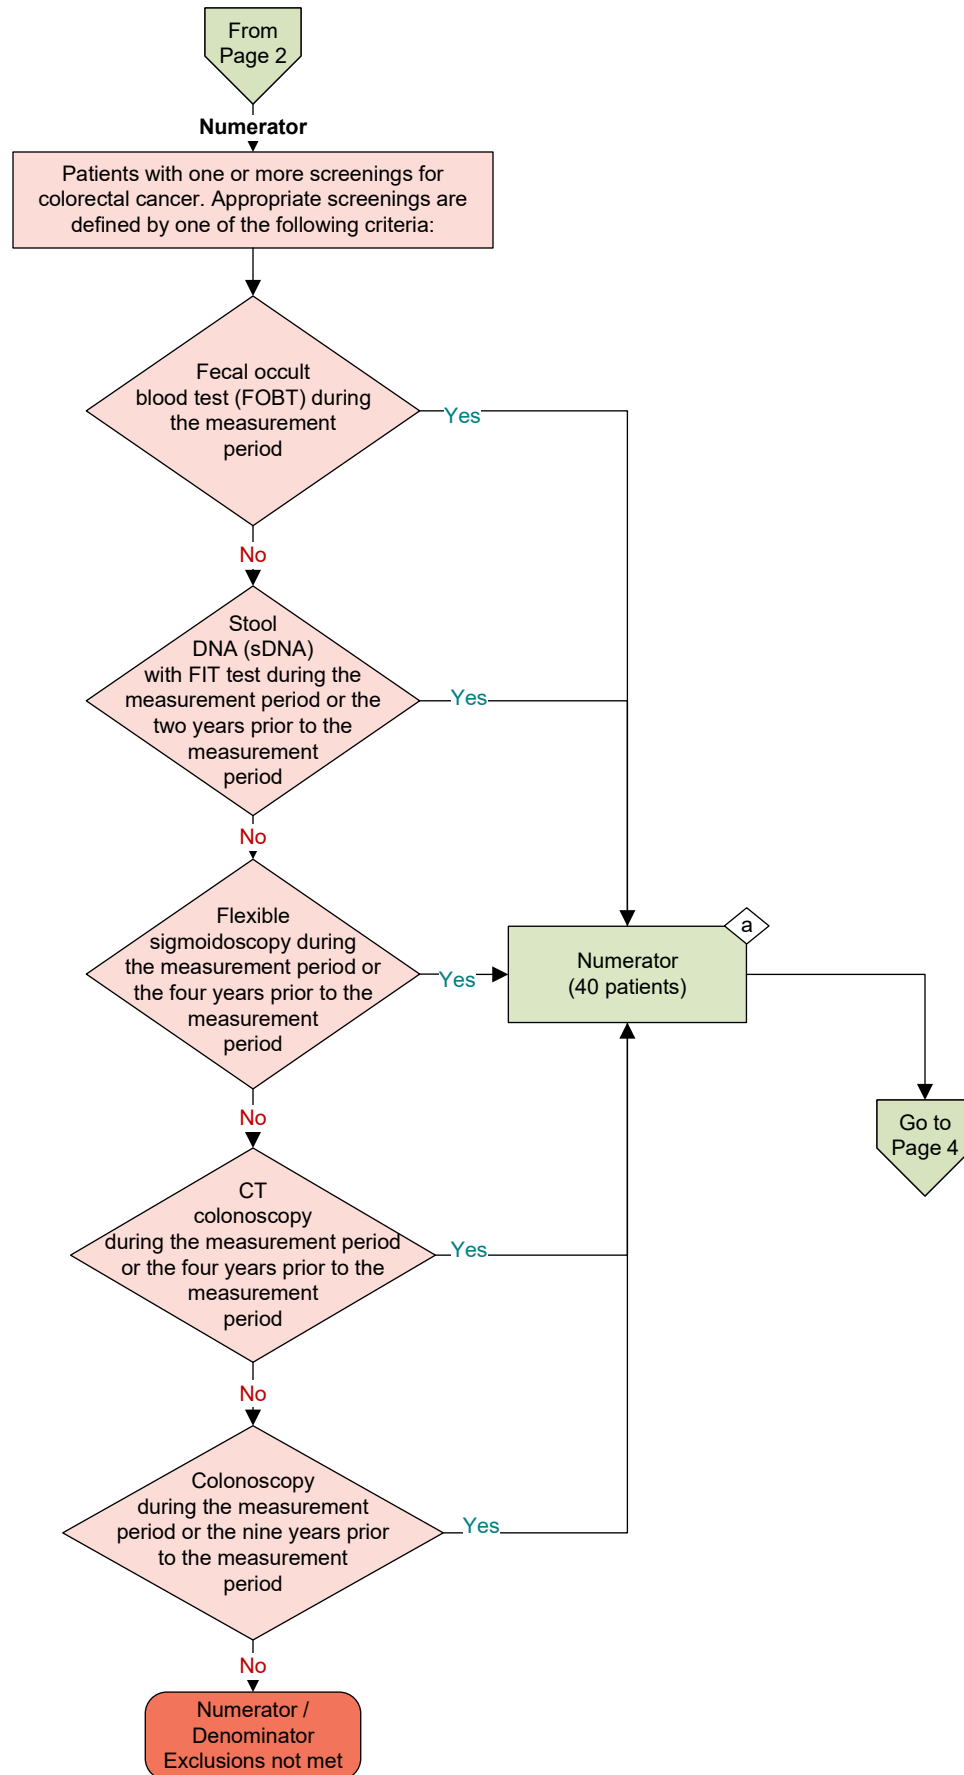 From
Page 2
Numerator
Patients with one or more screenings for
colorectal cancer. Appropriate screenings are
defined by one of the following criteria:
Fecal occult
blood test (FOBT) during
the measurement
period
Yes
No
Stool
DNA (sDNA)
with FIT test during the
measurement period or the
two years prior to the
measurement
period
Yes
No
Flexible
sigmoidoscopy during
the measurement period or
the four years prior to the
measurement
period
Yes
a
Numerator
(40 patients)
No
Go to
Page 4
CT
colonoscopy
during the measurement period
or the four years prior to the
measurement
period
Yes
No
Colonoscopy
during the measurement
period or the nine years prior
to the measurement
period
Yes
No
Numerator /
Denominator
Exclusions not met